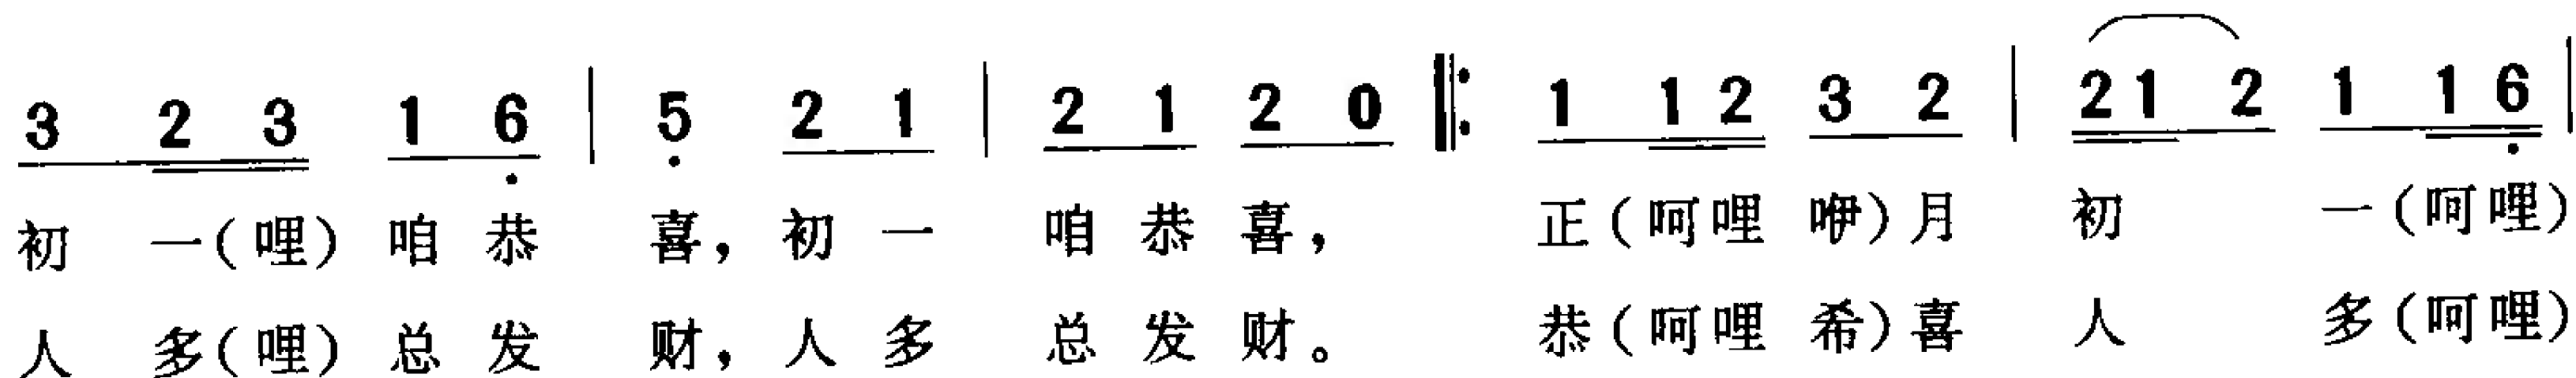 3 2 3 1 6 | 5 2 1 | 2 1 2 0 ‖: 1 1 2 3 2 | 2 1 2 1 1 6 |
初 一(哩) 咱 恭 喜，初 一 咱 恭 喜， 正(呵哩 咿)月 初 一(呵哩)
人 多(哩) 总 发 财，人 多 总 发 财。 恭(呵哩 希)喜 人 多(呵哩)